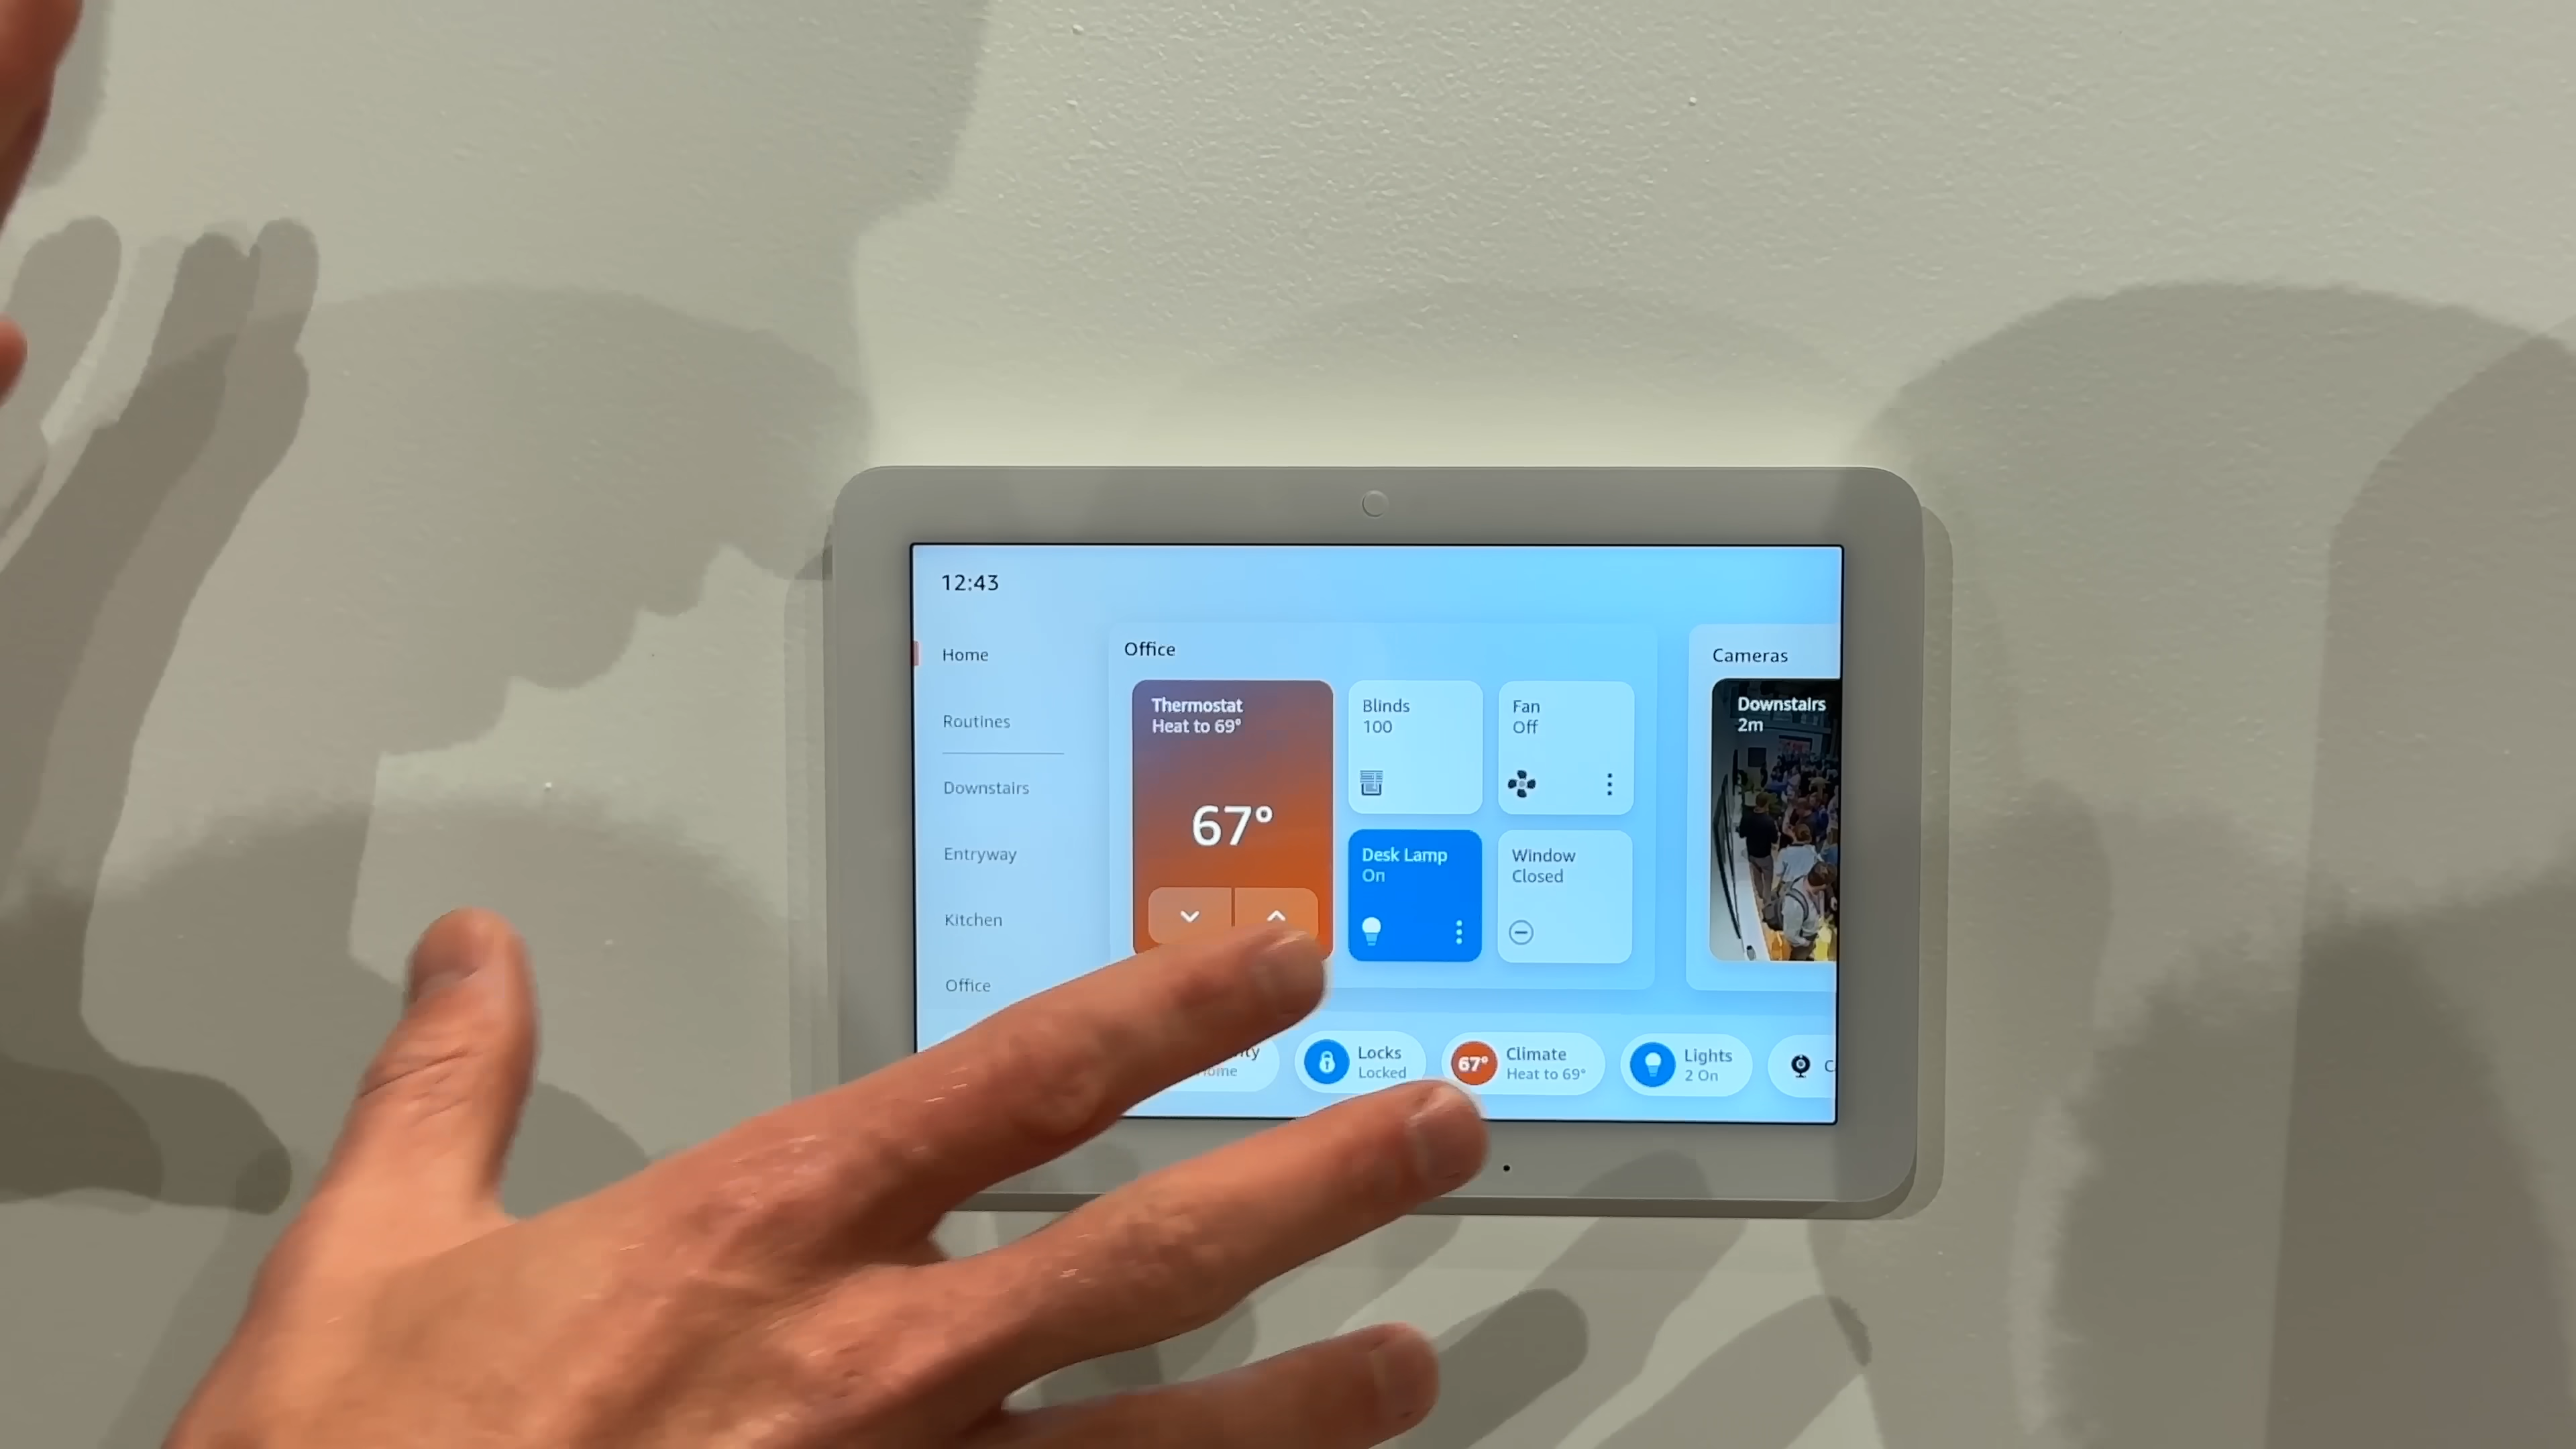 12:43
Home
Routines
Downstairs
Entryway
Kitchen
Office
Office
Thermostat
Heat to 69°
67°
Blinds
100
Fan
Off
Desk Lamp
On
Window
Closed
Cameras
Downstairs
2m
Locks
Locked
67°
Climate
Heat to 69°
Lights
2 On